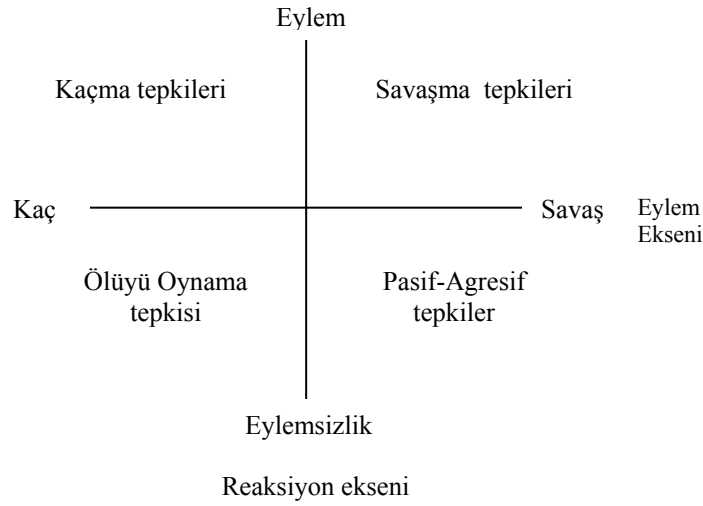 Eylem
Kaçma tepkileri
Savaşma tepkileri
Kaç
Savaş
Eylem
Ekseni
Ölüyü Oynama
tepkisi
Pasif-Agresif
tepkiler
Eylemsizlik
Reaksiyon ekseni